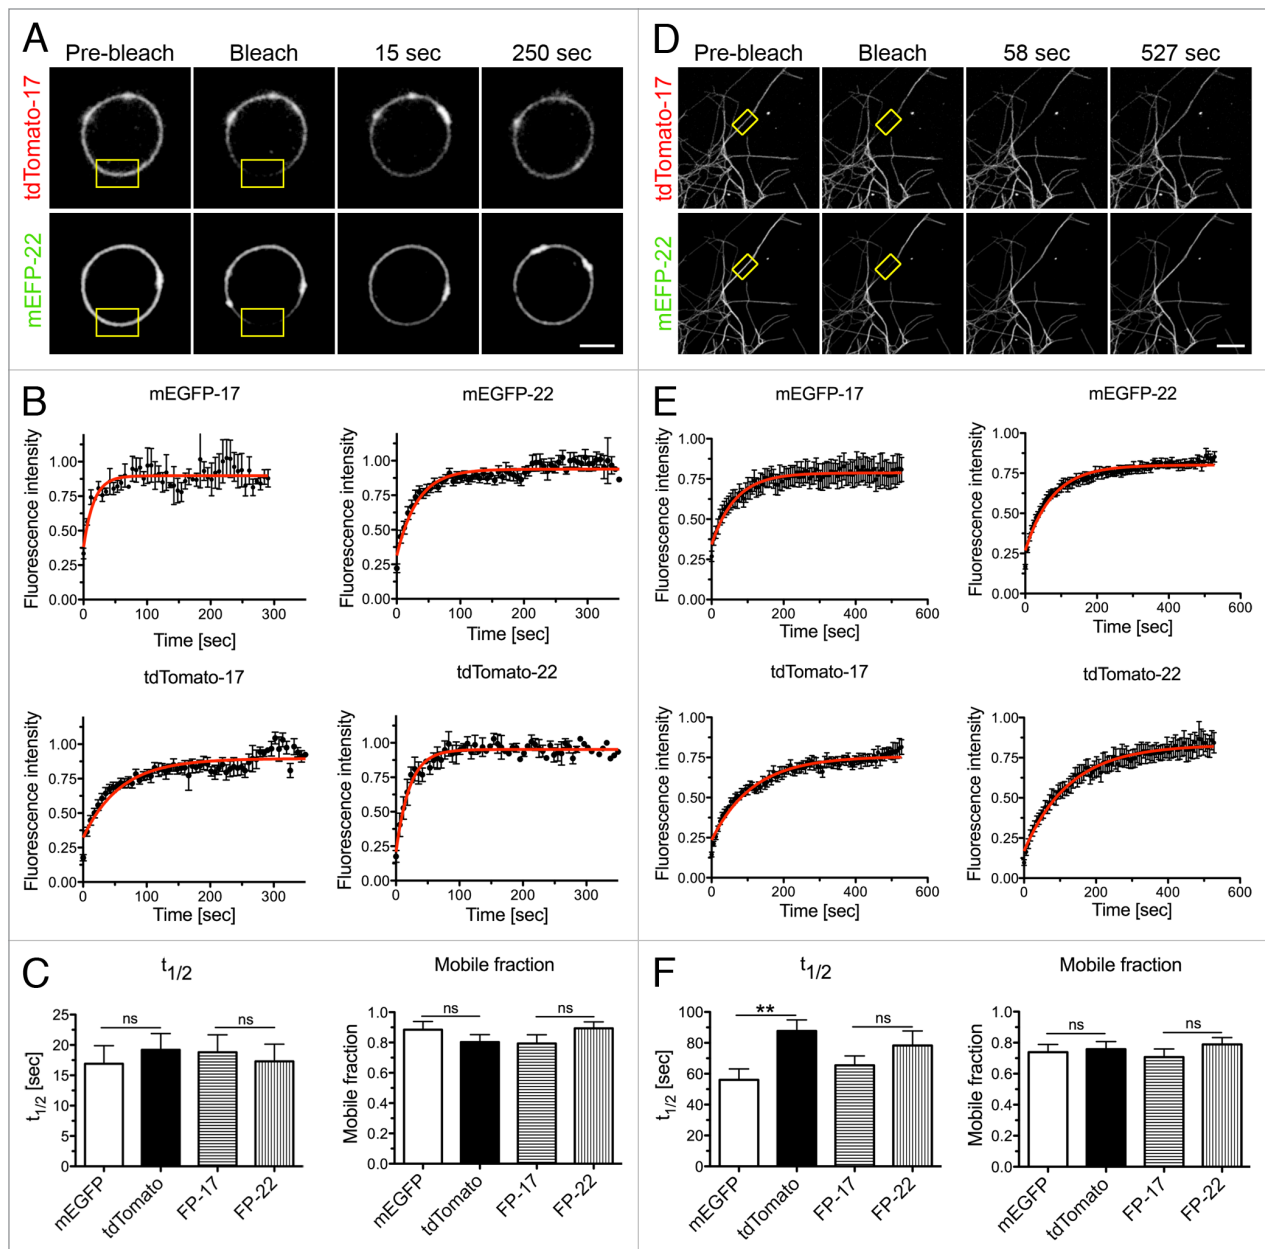 A
Pre-bleach Bleach 15 sec 250 sec
tdTomato-17
mEFP-22
D
Pre-bleach Bleach 58 sec 527 sec
tdTomato-17
mEFP-22
B
mEGFP-17
Fluorescence intensity
1.00
0.75
0.50
0.25
0.00
0 100 200 300
Time [sec]
mEGFP-22
Fluorescence intensity
1.00
0.75
0.50
0.25
0.00
0 100 200 300
Time [sec]
tdTomato-17
Fluorescence intensity
1.00
0.75
0.50
0.25
0.00
0 100 200 300
Time [sec]
tdTomato-22
Fluorescence intensity
1.00
0.75
0.50
0.25
0.00
0 100 200 300
Time [sec]
E
mEGFP-17
Fluorescence intensity
1.00
0.75
0.50
0.25
0.00
0 200 400 600
Time [sec]
mEGFP-22
Fluorescence intensity
1.00
0.75
0.50
0.25
0.00
0 200 400 600
Time [sec]
tdTomato-17
Fluorescence intensity
1.00
0.75
0.50
0.25
0.00
0 200 400 600
Time [sec]
tdTomato-22
Fluorescence intensity
1.00
0.75
0.50
0.25
0.00
0 200 400 600
Time [sec]
C
t1/2
t1/2 [sec]
25
20
15
10
5
0
ns ns
mEGFP tdTomato FP-17 FP-22
Mobile fraction
Mobile fraction
1.0
0.8
0.6
0.4
0.2
0.0
ns ns
mEGFP tdTomato FP-17 FP-22
F
t1/2
t1/2 [sec]
100
80
60
40
20
0
** ns
mEGFP tdTomato FP-17 FP-22
Mobile fraction
Mobile fraction
1.0
0.8
0.6
0.4
0.2
0.0
ns ns
mEGFP tdTomato FP-17 FP-22